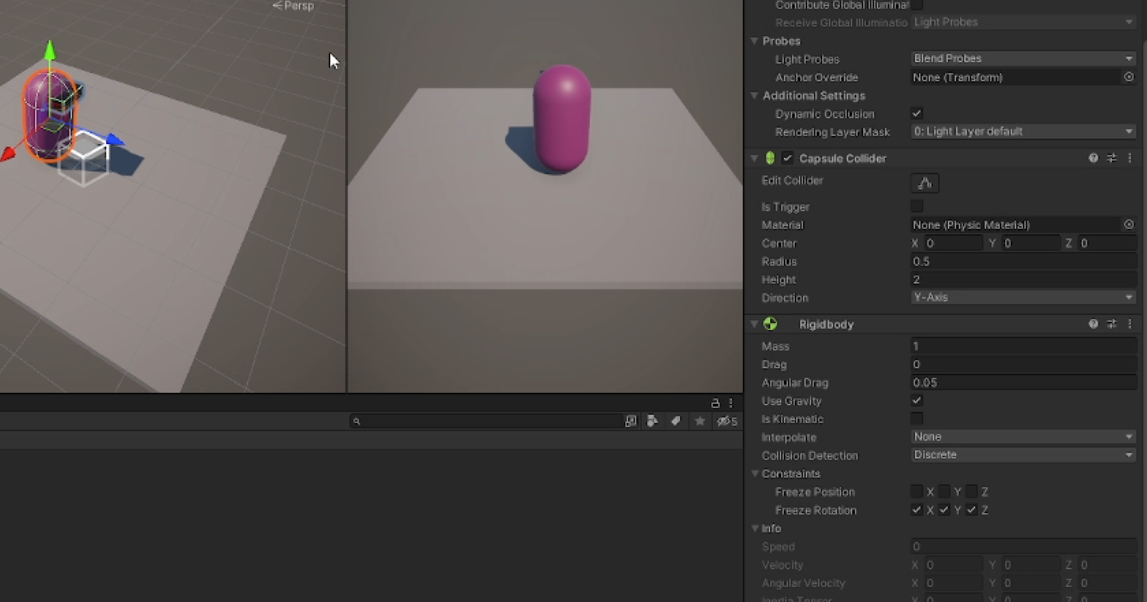 Persp
Contribute Global Illuminat
Receive Global Illuminatio Light Probes
Probes
Light Probes Blend Probes
Anchor Override None (Transform)
Additional Settings
Dynamic Occlusion
Rendering Layer Mask 0: Light Layer default
Capsule Collider
Edit Collider
Is Trigger
Material None (Physic Material)
Center X 0 Y 0 Z 0
Radius 0.5
Height 2
Direction Y-Axis
Rigidbody
Mass 1
Drag 0
Angular Drag 0.05
Use Gravity
Is Kinematic
Interpolate None
Collision Detection Discrete
Constraints
Freeze Position X Y Z
Freeze Rotation X Y Z
Info
Speed 0
Velocity X 0 Y 0 Z 0
Angular Velocity X 0 Y 0 Z 0
Inertia Tensor X 0 Y 0 Z 0
5